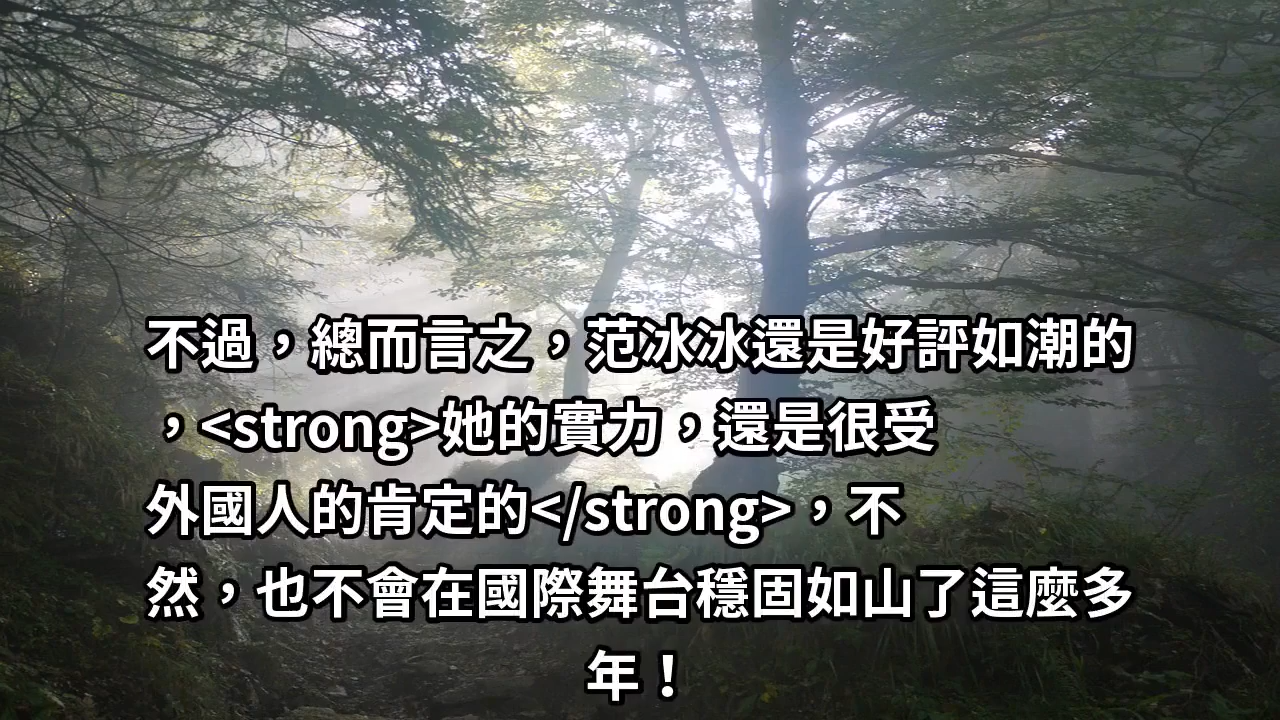 不過，總而言之，范冰冰還是好評如潮的
，<strong>她的實力，還是很受
外國人的肯定的</strong>，不
然，也不會在國際舞台穩固如山了這麼多
年！